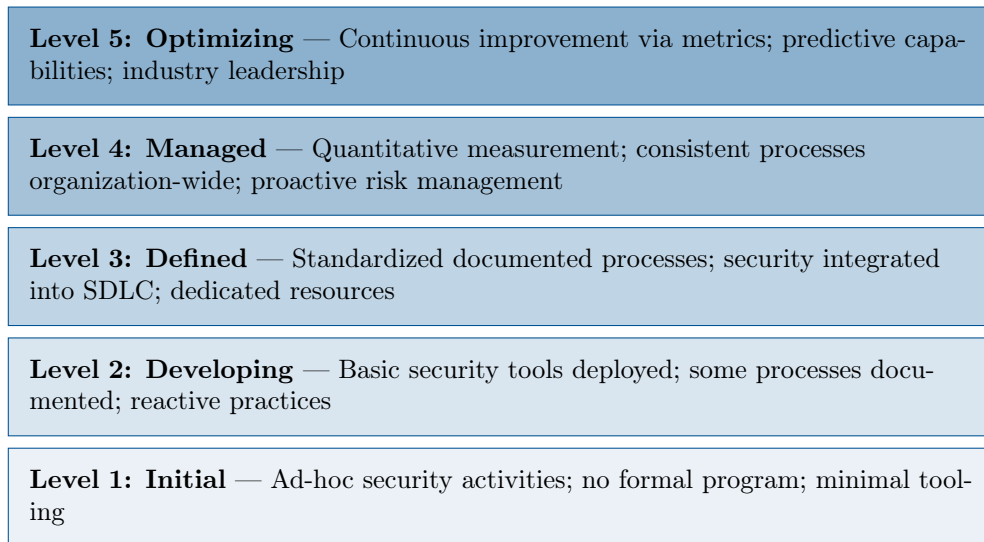 Level 5: Optimizing — Continuous improvement via metrics; predictive capa-
bilities; industry leadership
Level 4: Managed — Quantitative measurement; consistent processes
organization-wide; proactive risk management
Level 3: Defined — Standardized documented processes; security integrated
into SDLC; dedicated resources
Level 2: Developing — Basic security tools deployed; some processes docu-
mented; reactive practices
Level 1: Initial — Ad-hoc security activities; no formal program; minimal tool-
ing